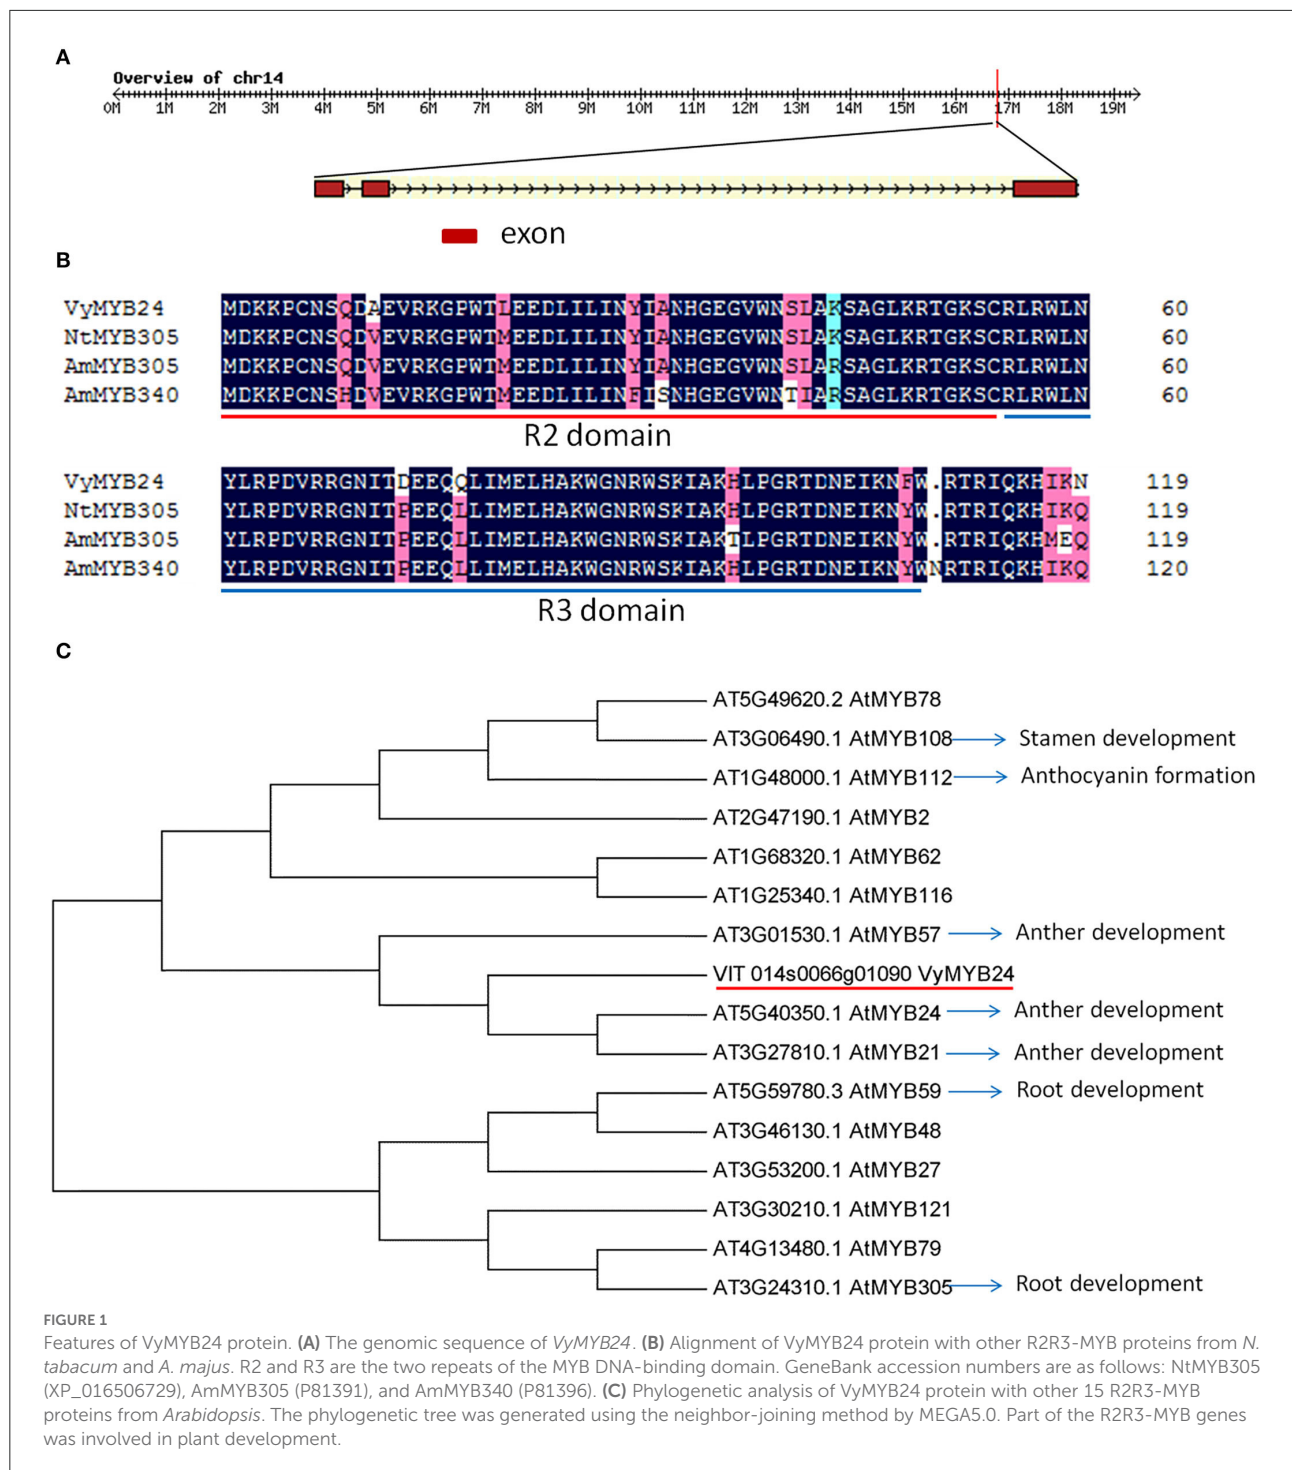 A
Overview of chr14
0M 1M 2M 3M 4M 5M 6M 7M 8M 9M 10M 11M 12M 13M 14M 15M 16M 17M 18M 19M
exon
B
VyMYB24 MDKKPCNSQDAEVRKGPWTLEEDLILINYIANHGEGVWNSLAKSAGLKRTGKSCRLRWLN 60
NtMYB305 MDKKPCNSQDVEVRKGPWTMEEDLILINYIANHGEGVWNSLAKSAGLKRTGKSCRLRWLN 60
AmMYB305 MDKKPCNSQDVEVRKGPWTMEEDLILINYIANHGEGVWNSLARSAGLKRTGKSCRLRWLN 60
AmMYB340 MDKKPCNSHDVEVRKGPWTMEEDLILINFISNHGEGVWNTIARSAGLKRTGKSCRLRWLN 60
R2 domain
VyMYB24 YLRPDVRRGNITDEEQQLIMELHAKWGNRWSKIAKHLPGRTDNEIKNFW.RTRIQKHIKN 119
NtMYB305 YLRPDVRRGNITPEEQLLIMELHAKWGNRWSKIAKHLPGRTDNEIKNYW.RTRIQKHIKQ 119
AmMYB305 YLRPDVRRGNITPEEQLLIMELHAKWGNRWSKIAKTLPGRTDNEIKNYW.RTRIQKHMEQ 119
AmMYB340 YLRPDVRRGNITPEEQLLIMELHAKWGNRWSKIAKHLPGRTDNEIKNYWNRTRIQKHIKQ 120
R3 domain
C
AT5G49620.2 AtMYB78
AT3G06490.1 AtMYB108 Stamen development
AT1G48000.1 AtMYB112 Anthocyanin formation
AT2G47190.1 AtMYB2
AT1G68320.1 AtMYB62
AT1G25340.1 AtMYB116
AT3G01530.1 AtMYB57 Anther development
VIT 014s0066g01090 VyMYB24
AT5G40350.1 AtMYB24 Anther development
AT3G27810.1 AtMYB21 Anther development
AT5G59780.3 AtMYB59 Root development
AT3G46130.1 AtMYB48
AT3G53200.1 AtMYB27
AT3G30210.1 AtMYB121
AT4G13480.1 AtMYB79
AT3G24310.1 AtMYB305 Root development
FIGURE 1
Features of VyMYB24 protein. (A) The genomic sequence of VyMYB24. (B) Alignment of VyMYB24 protein with other R2R3-MYB proteins from N.
tabacum and A. majus. R2 and R3 are the two repeats of the MYB DNA-binding domain. GeneBank accession numbers are as follows: NtMYB305
(XP_016506729), AmMYB305 (P81391), and AmMYB340 (P81396). (C) Phylogenetic analysis of VyMYB24 protein with other 15 R2R3-MYB
proteins from Arabidopsis. The phylogenetic tree was generated using the neighbor-joining method by MEGA5.0. Part of the R2R3-MYB genes
was involved in plant development.